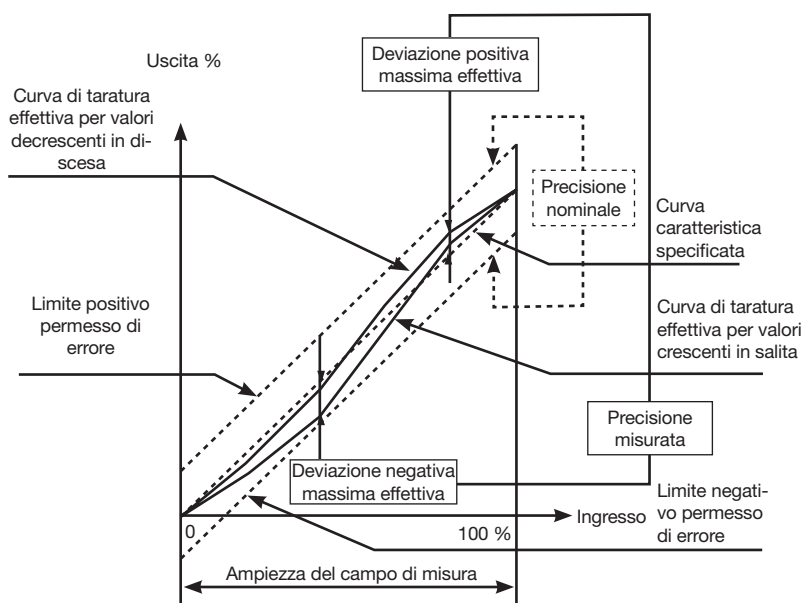 Uscita %
Deviazione positiva
massima effettiva
Curva di taratura
effettiva per valori
decrescenti in di-
scesa
Precisione
nominale
Curva
caratteristica
specificata
Limite positivo
permesso di
errore
Curva di taratura
effettiva per valori
crescenti in salita
Precisione
misurata
Deviazione negativa
massima effettiva
Limite negati-
vo permesso
di errore
0
100 %
Ingresso
Ampiezza del campo di misura